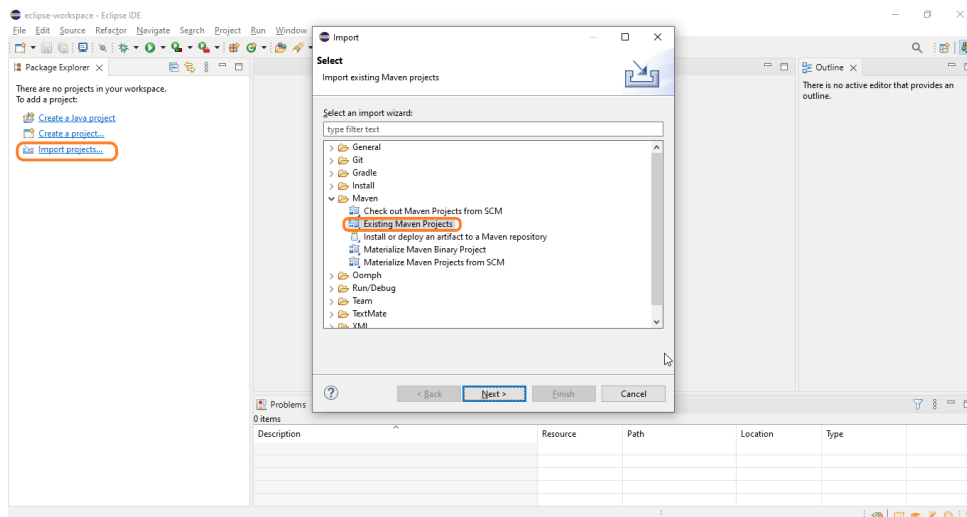 eclipse-workspace - Eclipse IDE
File Edit Source Refactor Navigate Search Project Run Window
Package Explorer
There are no projects in your workspace.
To add a project:
Create a Java project
Create a project...
Import projects...
Import
Select
Import existing Maven projects
Select an import wizard:
type filter text
General
Git
Gradle
Install
Maven
Check out Maven Projects from SCM
Existing Maven Projects
Install or deploy an artifact to a Maven repository
Materialize Maven Binary Project
Materialize Maven Projects from SCM
Oomph
Run/Debug
Team
TextMate
XML
< Back Next > Finish Cancel
Outline
There is no active editor that provides an
outline.
Problems
0 items
Description Resource Path Location Type